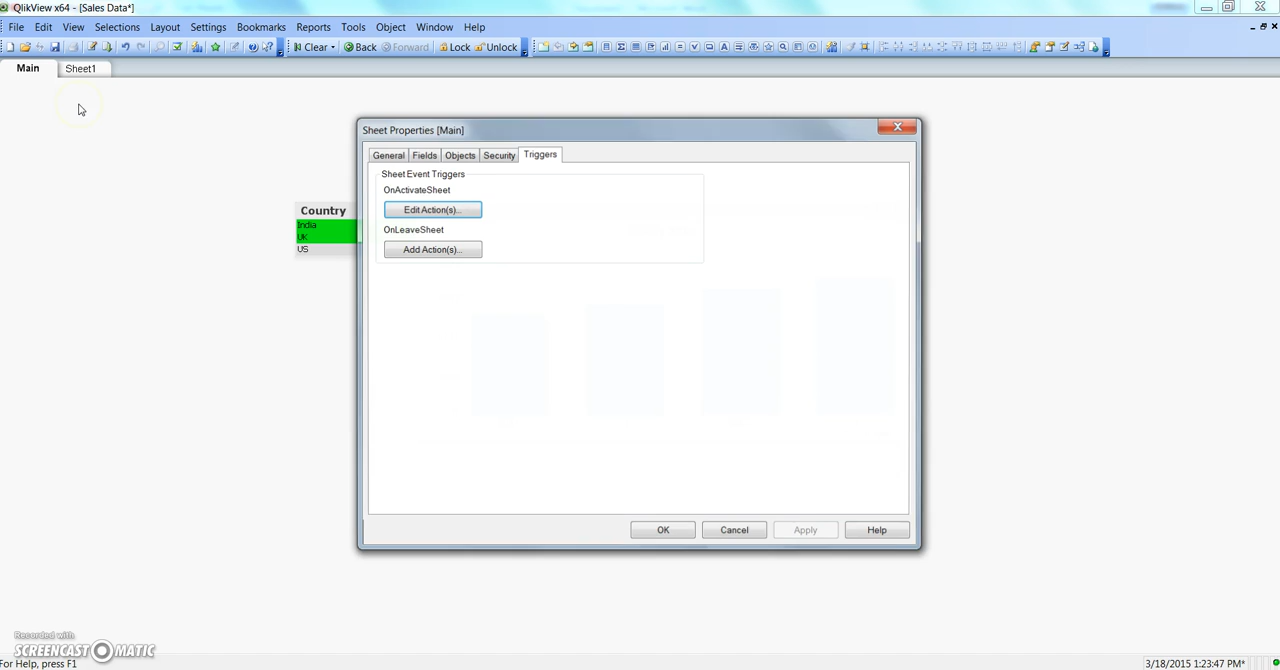 QlikView x64 - [Sales Data*]
File Edit View Selections Layout Settings Bookmarks Reports Tools Object Window Help
Clear Back Forward Lock Unlock
Main Sheet1
Sheet Properties [Main]
General Fields Objects Security Triggers
Sheet Event Triggers
OnActivateSheet
Edit Action(s)...
OnLeaveSheet
Add Action(s)...
Country
India
UK
US
OK Cancel Apply Help
Recorded with
SCREENCAST MATIC
For Help, press F1
3/18/2015 1:23:47 PM*